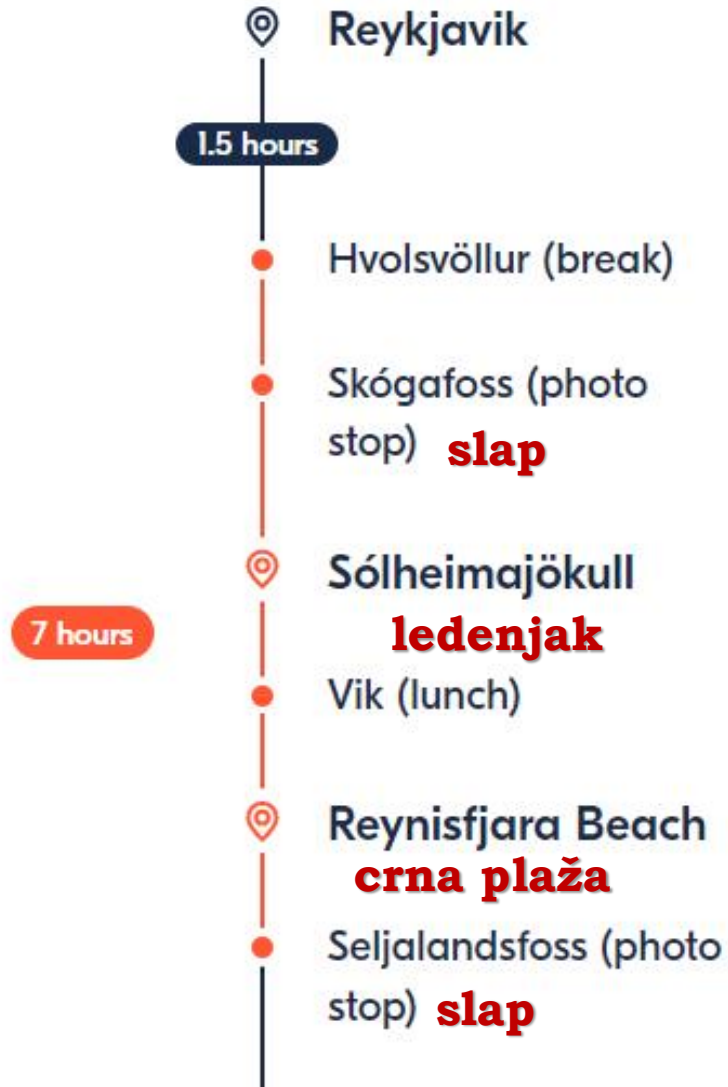 Reykjavik
1.5 hours
Hvolsvöllur (break)
Skógafoss (photo
stop) slap
Sólheimajökull
7 hours
ledenjak
Vik (lunch)
Reynisfjara Beach
crna plaža
Seljalandsfoss (photo
stop) slap